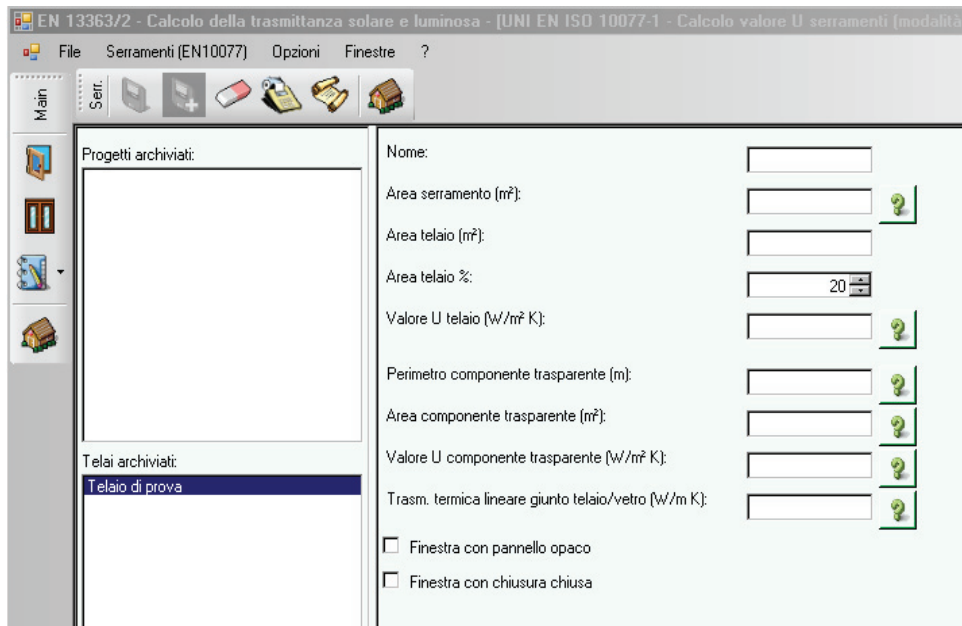 EN 13363/2 - Calcolo della trasmittanza solare e luminosa - [UNI EN ISO 10077-1 - Calcolo valore U serramenti (modalità
File Serramenti (EN10077) Opzioni Finestre ?
Main
Serr.
Progetti archiviati:
Telai archiviati:
Telaio di prova
Nome:
Area serramento (m²):
Area telaio (m²):
Area telaio %:
20
Valore U telaio (W/m² K):
Perimetro componente trasparente (m):
Area componente trasparente (m²):
Valore U componente trasparente (W/m² K):
Trasm. termica lineare giunto telaio/vetro (W/m K):
Finestra con pannello opaco
Finestra con chiusura chiusa